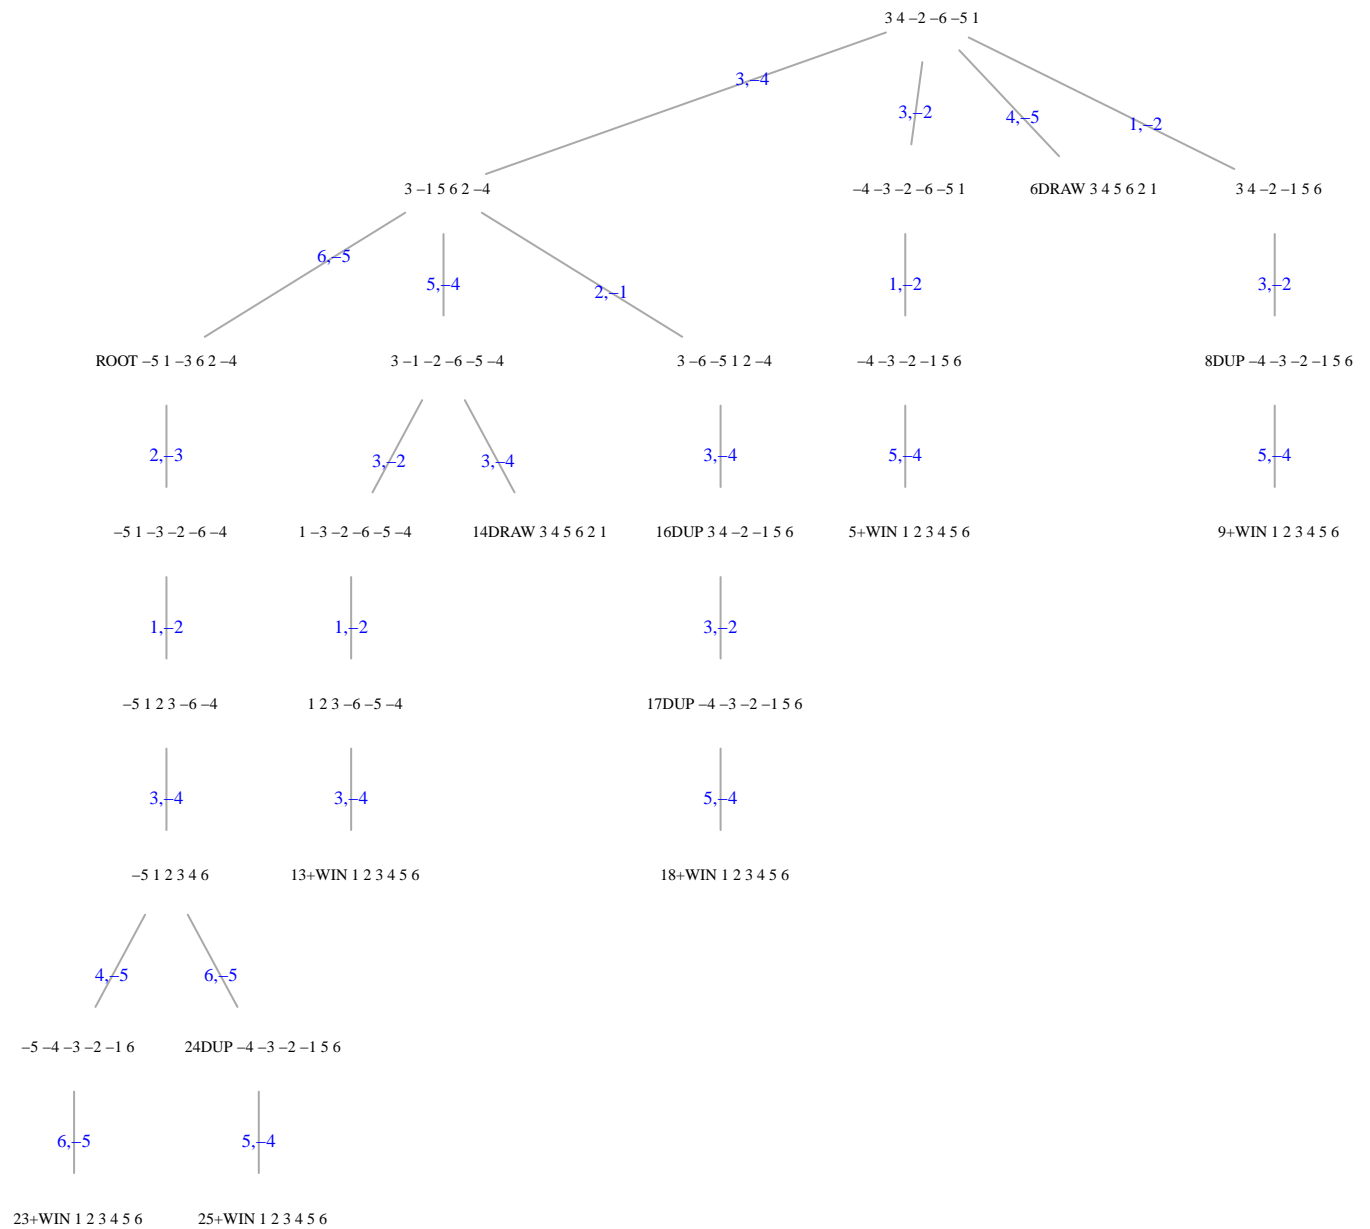 3 4 −2 −6 −5 1
3,−4
3,−2
4,−5
1,−2
3 −1 5 6 2 −4
−4 −3 −2 −6 −5 1
6DRAW 3 4 5 6 2 1
3 4 −2 −1 5 6
6,−5
5,−4
2,−1
1,−2
3,−2
ROOT −5 1 −3 6 2 −4
3 −1 −2 −6 −5 −4
3 −6 −5 1 2 −4
−4 −3 −2 −1 5 6
8DUP −4 −3 −2 −1 5 6
2,−3
3,−2
3,−4
3,−4
5,−4
5,−4
−5 1 −3 −2 −6 −4
1 −3 −2 −6 −5 −4
14DRAW 3 4 5 6 2 1
16DUP 3 4 −2 −1 5 6
5+WIN 1 2 3 4 5 6
9+WIN 1 2 3 4 5 6
1,−2
1,−2
3,−2
−5 1 2 3 −6 −4
1 2 3 −6 −5 −4
17DUP −4 −3 −2 −1 5 6
3,−4
3,−4
5,−4
−5 1 2 3 4 6
13+WIN 1 2 3 4 5 6
18+WIN 1 2 3 4 5 6
4,−5
6,−5
−5 −4 −3 −2 −1 6
24DUP −4 −3 −2 −1 5 6
6,−5
5,−4
23+WIN 1 2 3 4 5 6
25+WIN 1 2 3 4 5 6